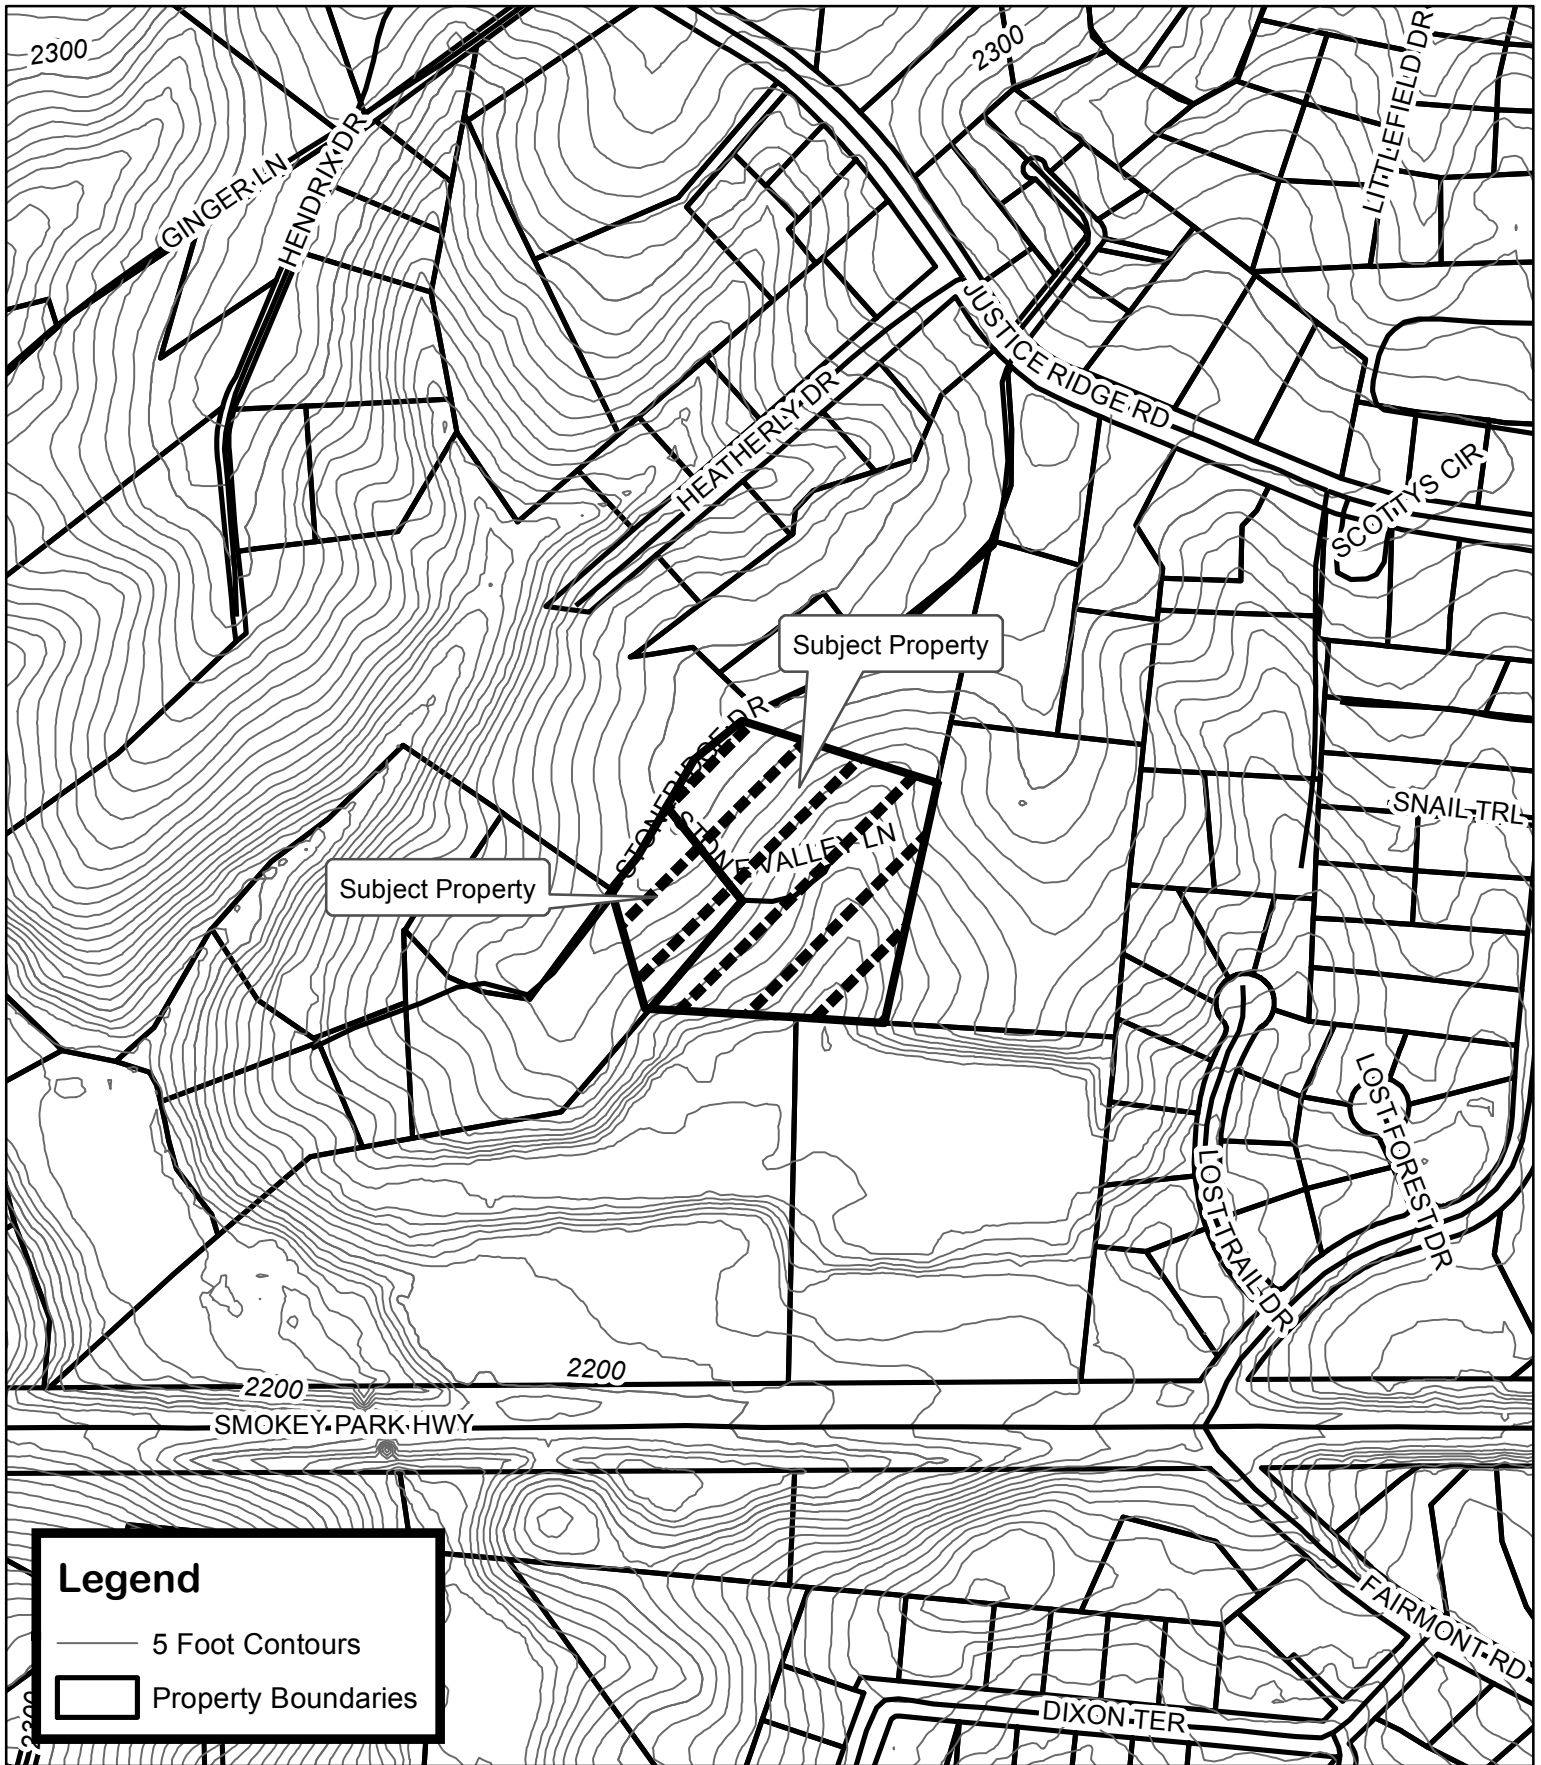 2300
2300
LITTLEFIELD DR
HENDRIX DR
GINGER LN
JUSTICE RIDGE RD
HEATHERLY DR
SCOTTYS CIR
Subject Property
STONERIDGE DR
SNAIL TRL
STONE VALLEY LN
Subject Property
LOST FOREST DR
LOST TRAIL DR
2200
2200
SMOKEY PARK HWY
Legend
5 Foot Contours
Property Boundaries
FAIRMONT RD
DIXON TER
2300